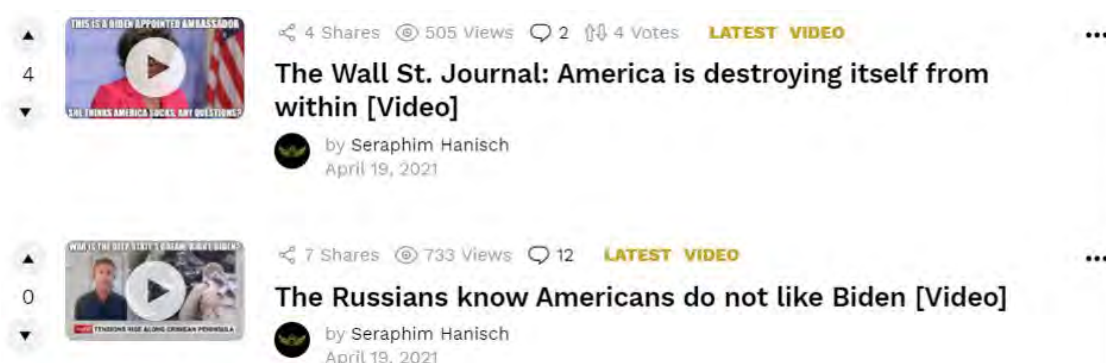 THIS IS A BIDEN APPOINTED AMBASSADOR
SHE THINKS AMERICA SUCKS, ANY QUESTIONS?
4
4 Shares 505 Views 2 4 Votes LATEST VIDEO
The Wall St. Journal: America is destroying itself from
within [Video]
by Seraphim Hanisch
April 19, 2021
WAR IS THE DEEP STATE'S DREAM, RIGHT BIDEN?
TENSIONS RISE ALONG CRIMEAN PENINSULA
0
7 Shares 733 Views 12 LATEST VIDEO
The Russians know Americans do not like Biden [Video]
by Seraphim Hanisch
April 19, 2021